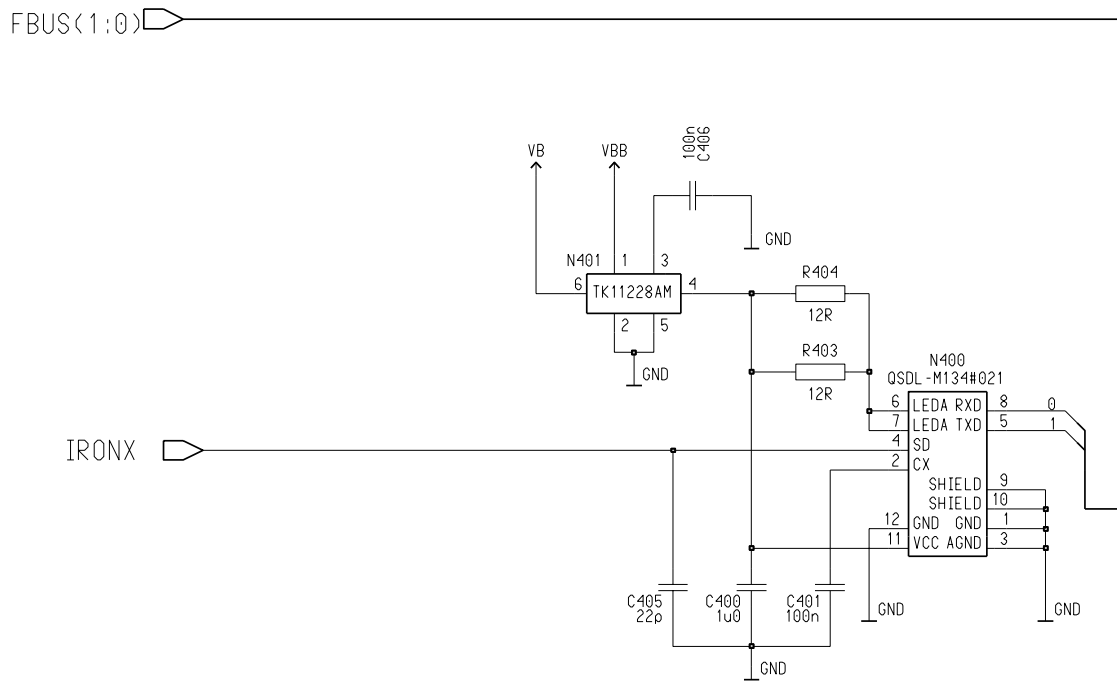 FBUS(1:0)
100n
C406
VB
VBB
GND
N401
1
3
6
TK11228AM
4
2
5
GND
R404
12R
R403
12R
N400
QSDL-M134#021
6
LEDA RXD
8
0
7
LEDA TXD
5
1
IRONX
4
SD
2
CX
SHIELD
9
SHIELD
10
12
GND GND
1
11
VCC AGND
3
C405
22p
C400
1u0
C401
100n
GND
GND
GND